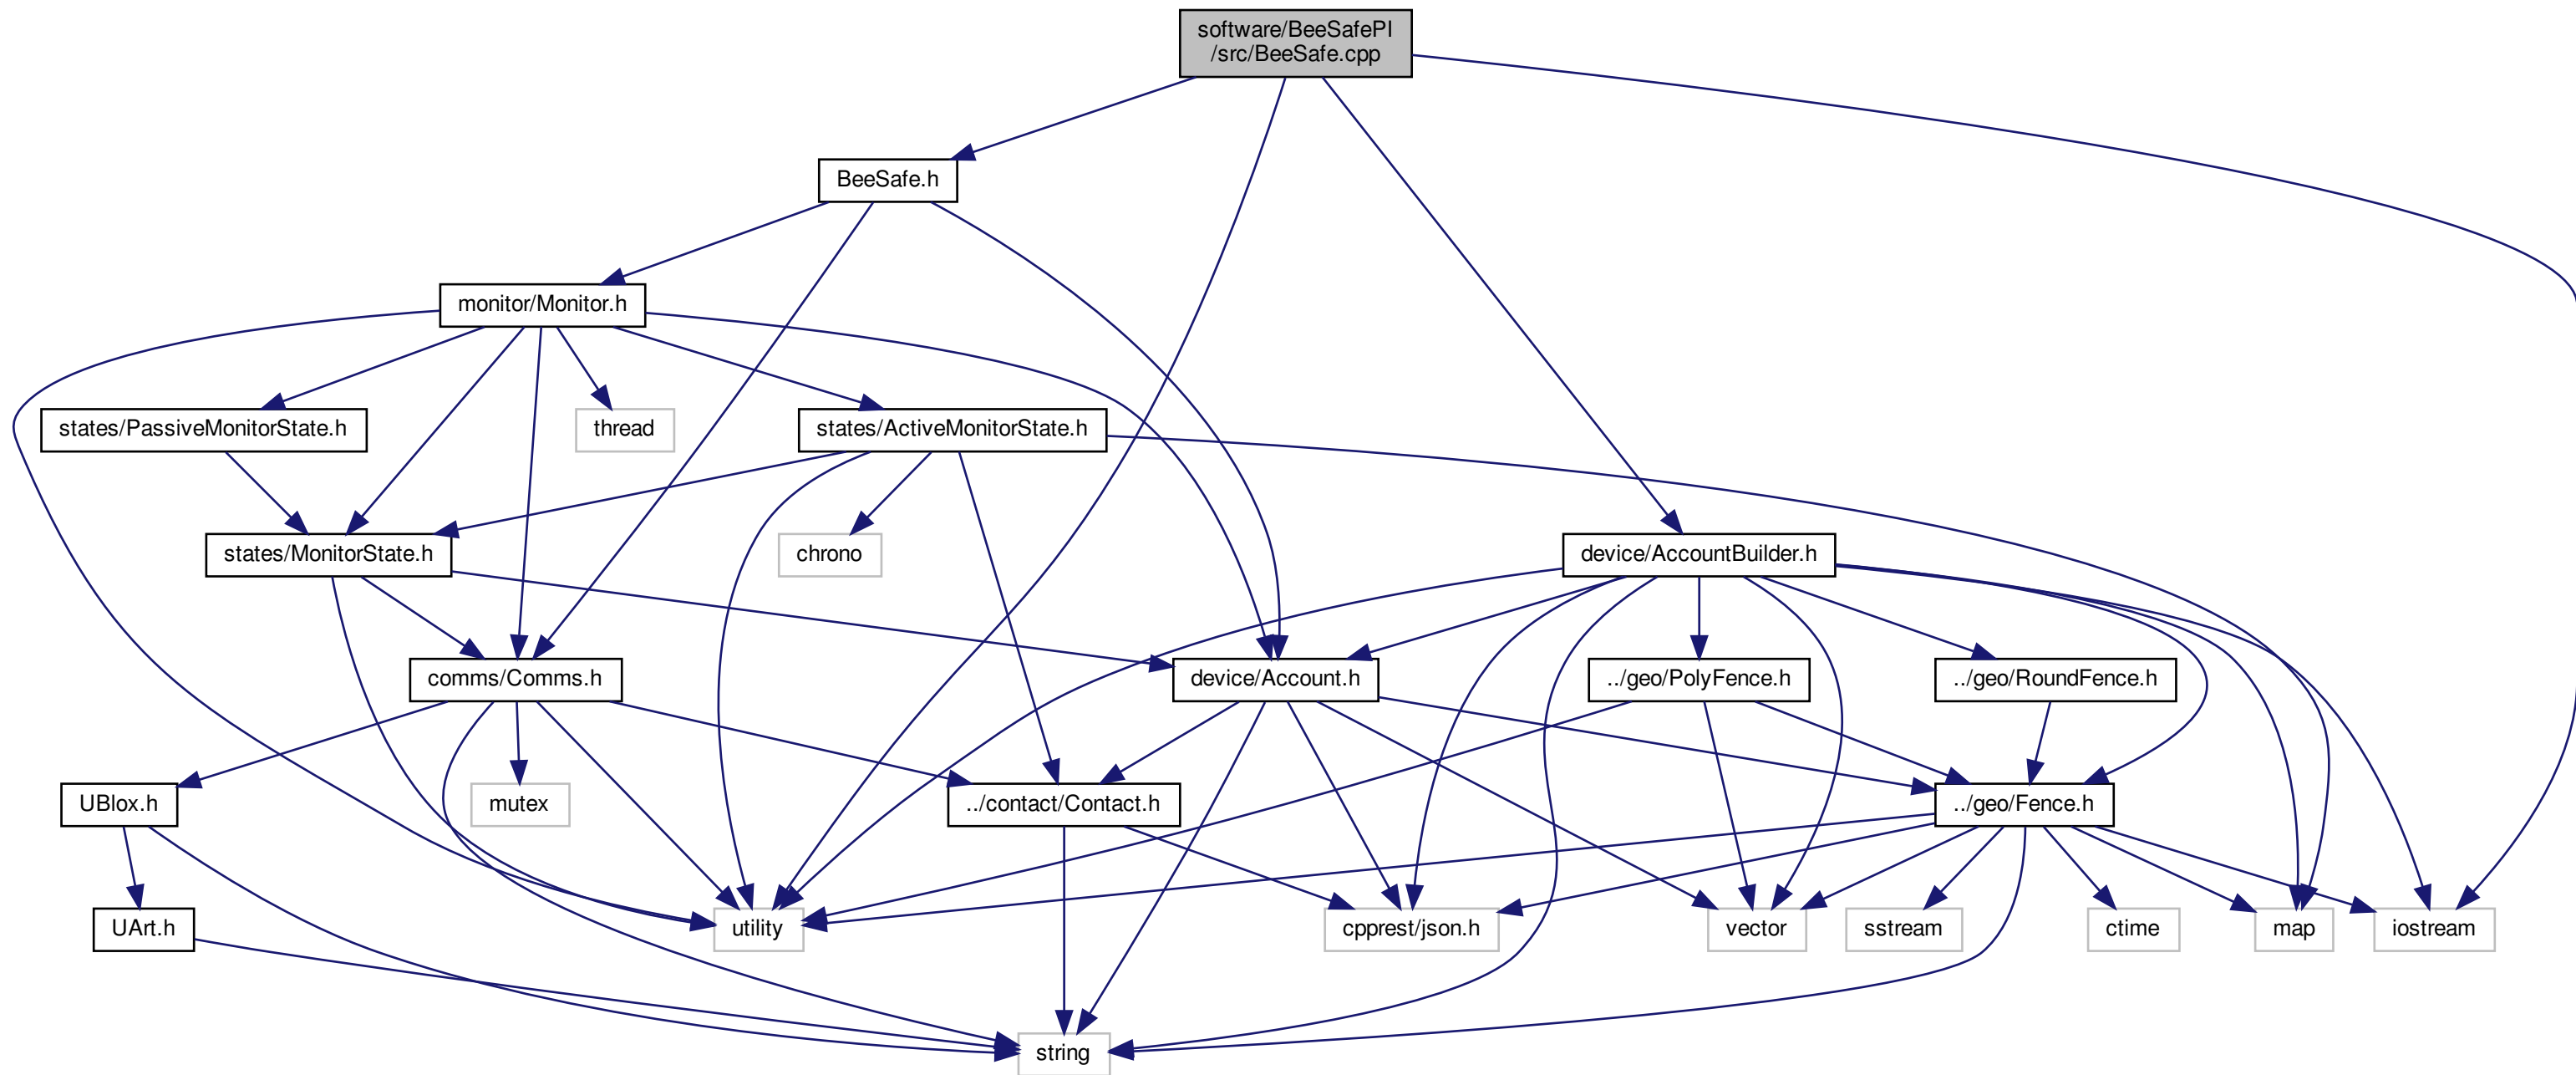 software/BeeSafePI
/src/BeeSafe.cpp
BeeSafe.h
monitor/Monitor.h
states/PassiveMonitorState.h
thread
states/ActiveMonitorState.h
states/MonitorState.h
chrono
device/AccountBuilder.h
comms/Comms.h
device/Account.h
../geo/PolyFence.h
../geo/RoundFence.h
UBlox.h
mutex
../contact/Contact.h
../geo/Fence.h
UArt.h
utility
cpprest/json.h
vector
sstream
ctime
map
iostream
string